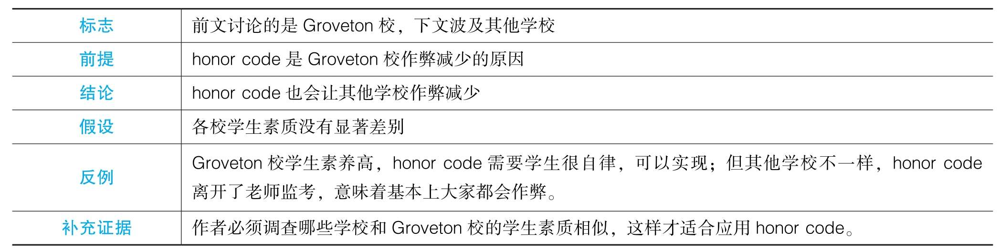 标志 前文讨论的是 Groveton 校，下文波及其他学校
前提 honor code 是 Groveton 校作弊减少的原因
结论 honor code 也会让其他学校作弊减少
假设 各校学生素质没有显著差别
反例 Groveton 校学生素养高，honor code 需要学生很自律，可以实现；但其他学校不一样，honor code
离开了老师监考，意味着基本上大家都会作弊。
补充证据 作者必须调查哪些学校和 Groveton 校的学生素质相似，这样才适合应用 honor code。